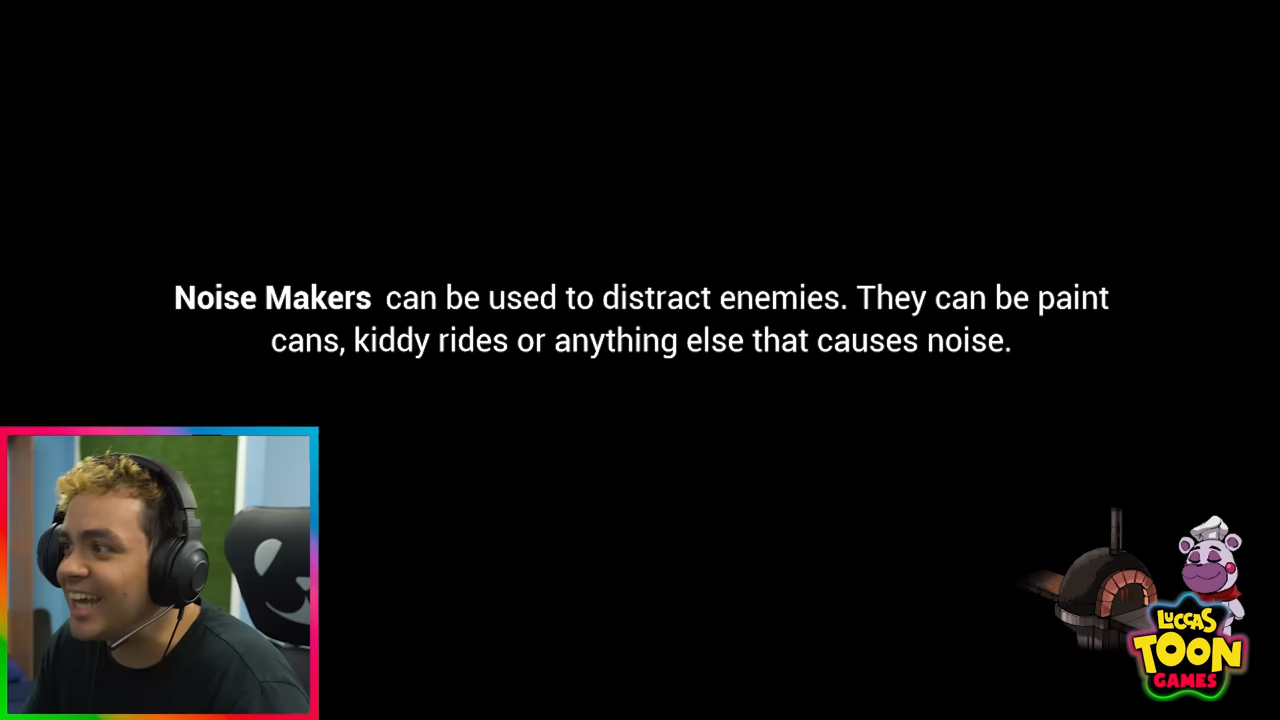 Noise Makers can be used to distract enemies. They can be paint
cans, kiddy rides or anything else that causes noise.
LUCCAS
TOON
GAMES